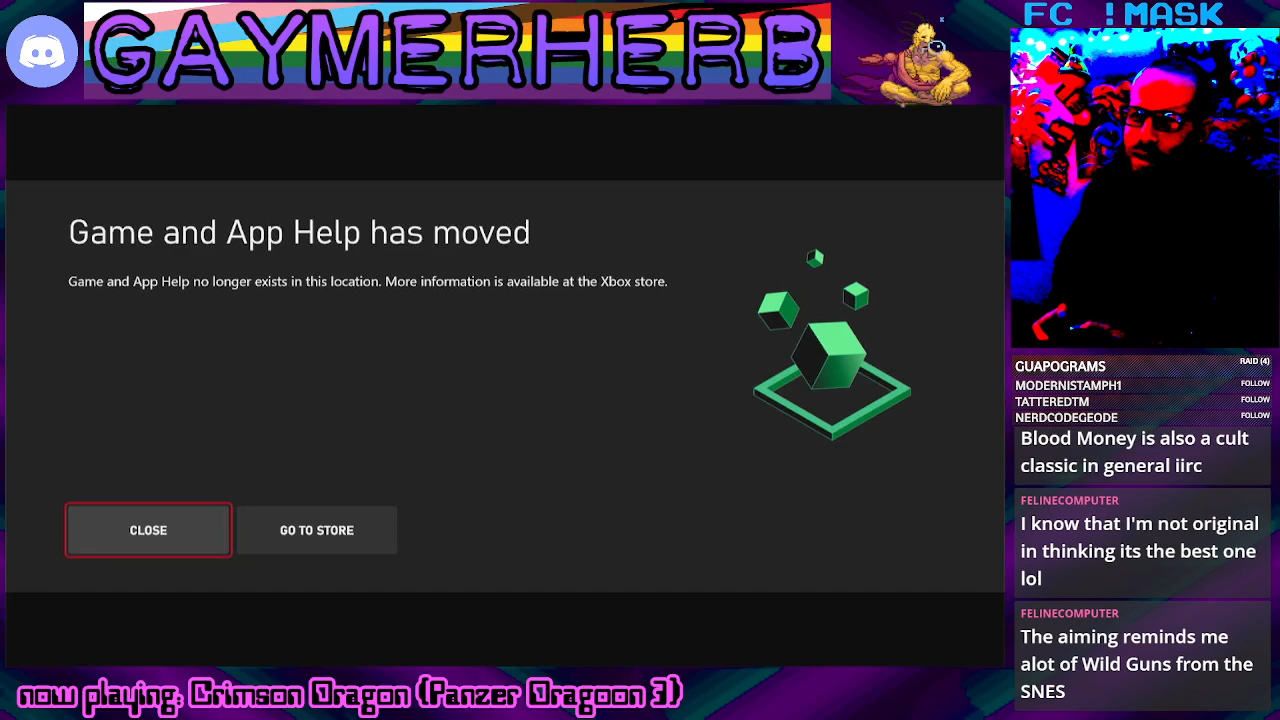 GAYMERHERB
FC !MASK
Game and App Help has moved
Game and App Help no longer exists in this location. More information is available at the Xbox store.
CLOSE
GO TO STORE
GUAPOGRAMS RAID (4)
MODERNISTAMPH1 FOLLOW
TATTEREDTM FOLLOW
NERDCODEGEODE FOLLOW
Blood Money is also a cult
classic in general iirc
FELINECOMPUTER
I know that I'm not original
in thinking its the best one
lol
FELINECOMPUTER
The aiming reminds me
alot of Wild Guns from the
SNES
now playing: Crimson Dragon (Panzer Dragoon 3)